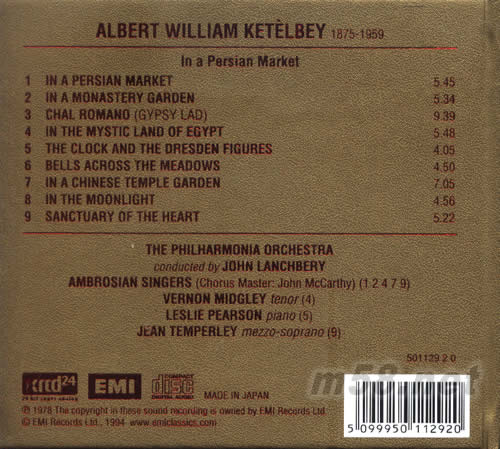 ALBERT WILLIAM KETÈLBEY 1875-1959
In a Persian Market
1 IN A PERSIAN MARKET 5.45
2 IN A MONASTERY GARDEN 5.34
3 CHAL ROMANO (GYPSY LAD) 9.39
4 IN THE MYSTIC LAND OF EGYPT 5.48
5 THE CLOCK AND THE DRESDEN FIGURES 4.05
6 BELLS ACROSS THE MEADOWS 4.50
7 IN A CHINESE TEMPLE GARDEN 7.05
8 IN THE MOONLIGHT 4.56
9 SANCTUARY OF THE HEART 5.22
THE PHILHARMONIA ORCHESTRA
conducted by JOHN LANCHBERY
AMBROSIAN SINGERS (Chorus Master: John McCarthy) (1 2 4 7 9)
VERNON MIDGLEY tenor (4)
LESLIE PEARSON piano (5)
JEAN TEMPERLEY mezzo-soprano (9)
501129 2 0
xrcd24 EMI COMPACT disc DIGITAL AUDIO MADE IN JAPAN
℗ 1978 The copyright in these sound recording is owned by EMI Records Ltd.
© EMI Records Ltd., 1994 www.emiclassics.com
5 099950 112920